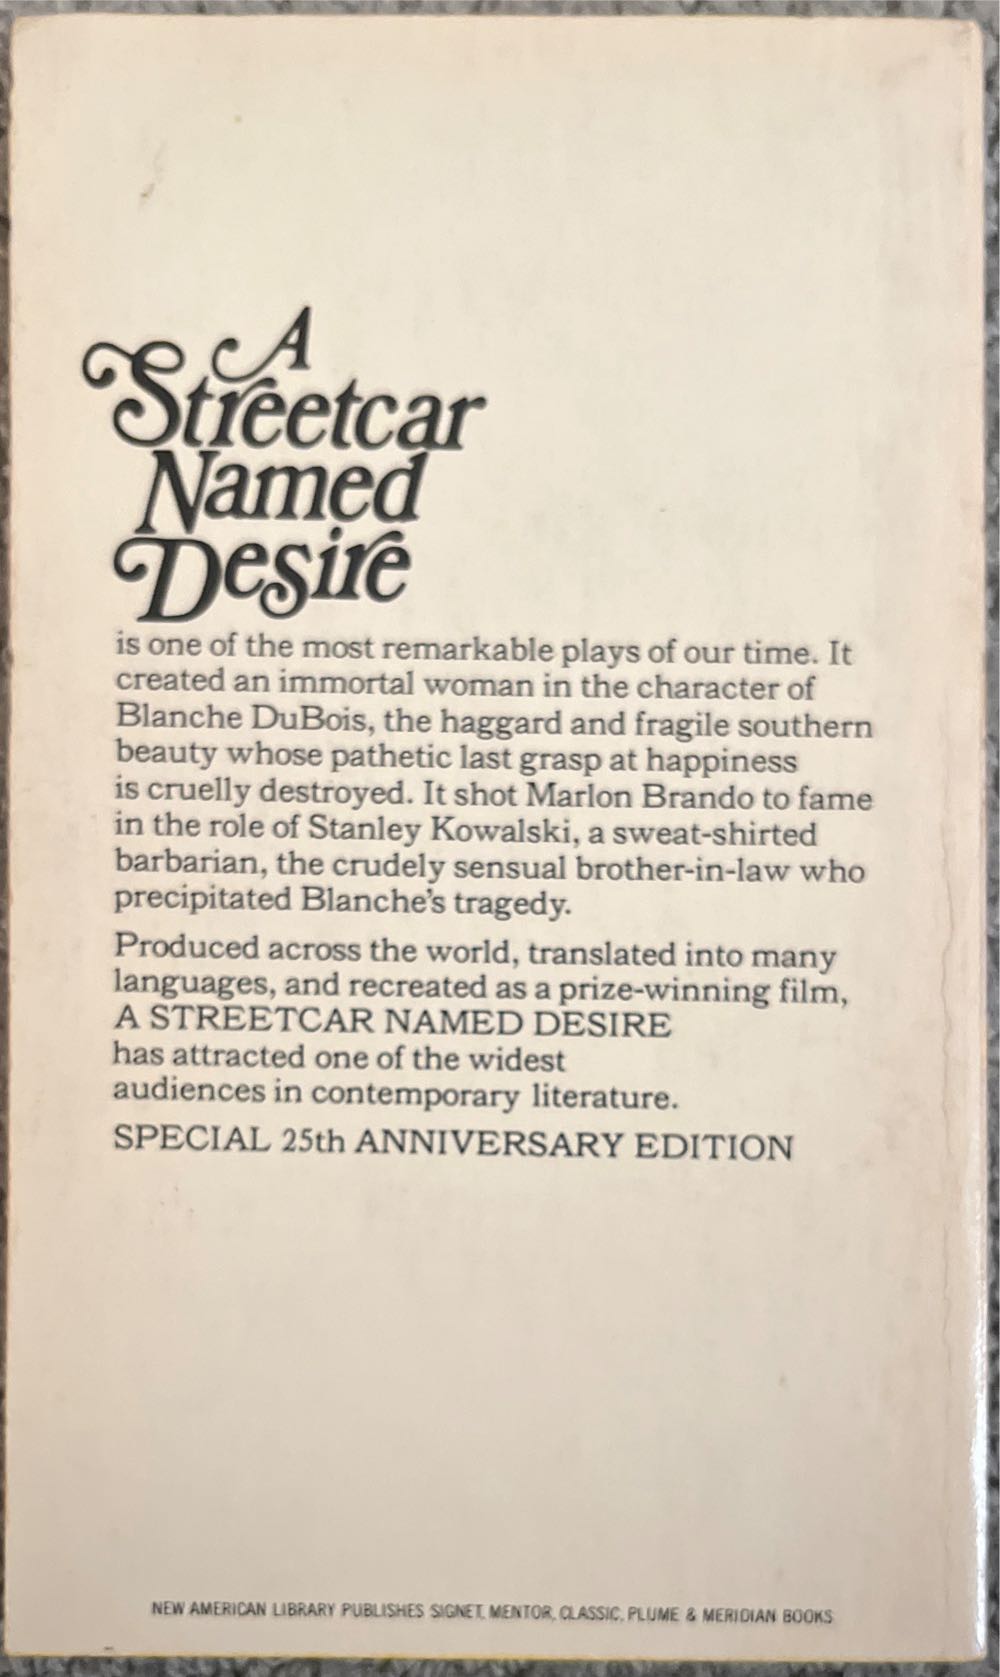 A
Streetcar
Named
Desire
is one of the most remarkable plays of our time. It
created an immortal woman in the character of
Blanche DuBois, the haggard and fragile southern
beauty whose pathetic last grasp at happiness
is cruelly destroyed. It shot Marlon Brando to fame
in the role of Stanley Kowalski, a sweat-shirted
barbarian, the crudely sensual brother-in-law who
precipitated Blanche's tragedy.
Produced across the world, translated into many
languages, and recreated as a prize-winning film,
A STREETCAR NAMED DESIRE
has attracted one of the widest
audiences in contemporary literature.
SPECIAL 25th ANNIVERSARY EDITION
NEW AMERICAN LIBRARY PUBLISHES SIGNET, MENTOR, CLASSIC, PLUME & MERIDIAN BOOKS